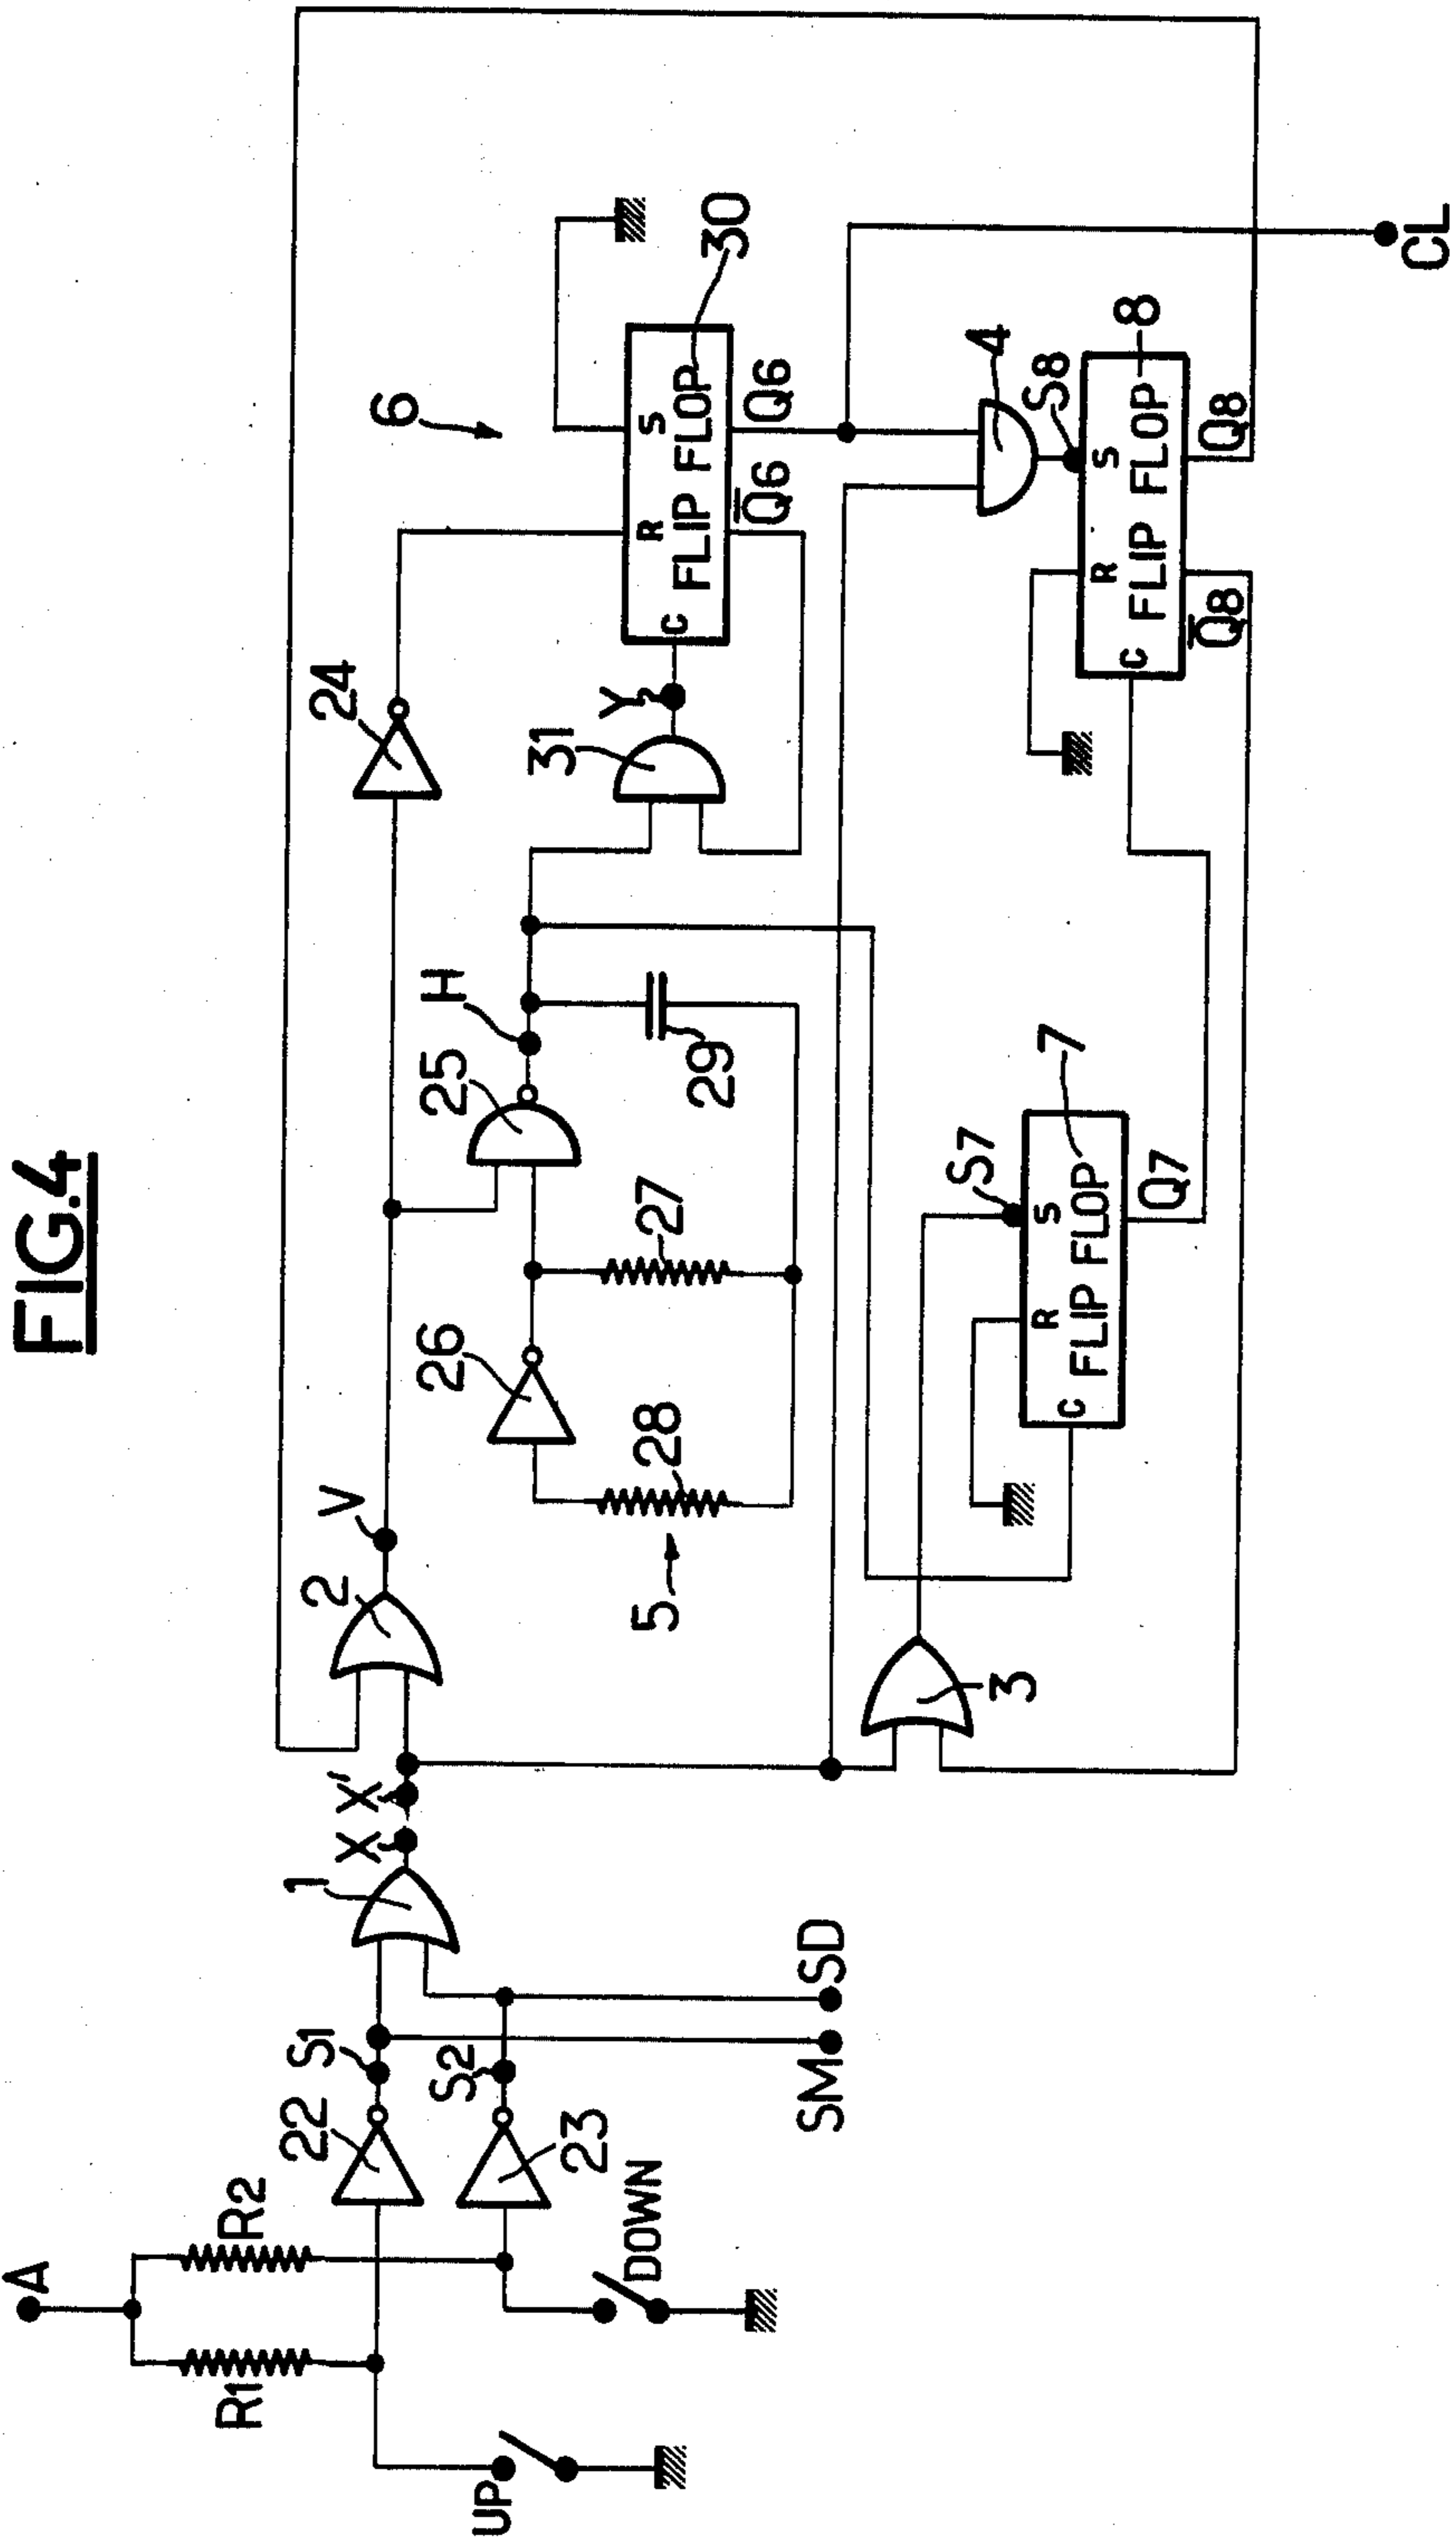 FIG.4
A
R1
R2
UP
DOWN
22
23
S1
S2
SM
SD
1
X
X'
2
V
5
28
26
27
25
H
29
24
31
Y
6
C
R
S
FLIP FLOP
30
Q̅6
Q6
3
S7
7
C
R
S
FLIP FLOP
Q7
4
S8
8
C
R
S
FLIP FLOP
Q̅8
Q8
CL